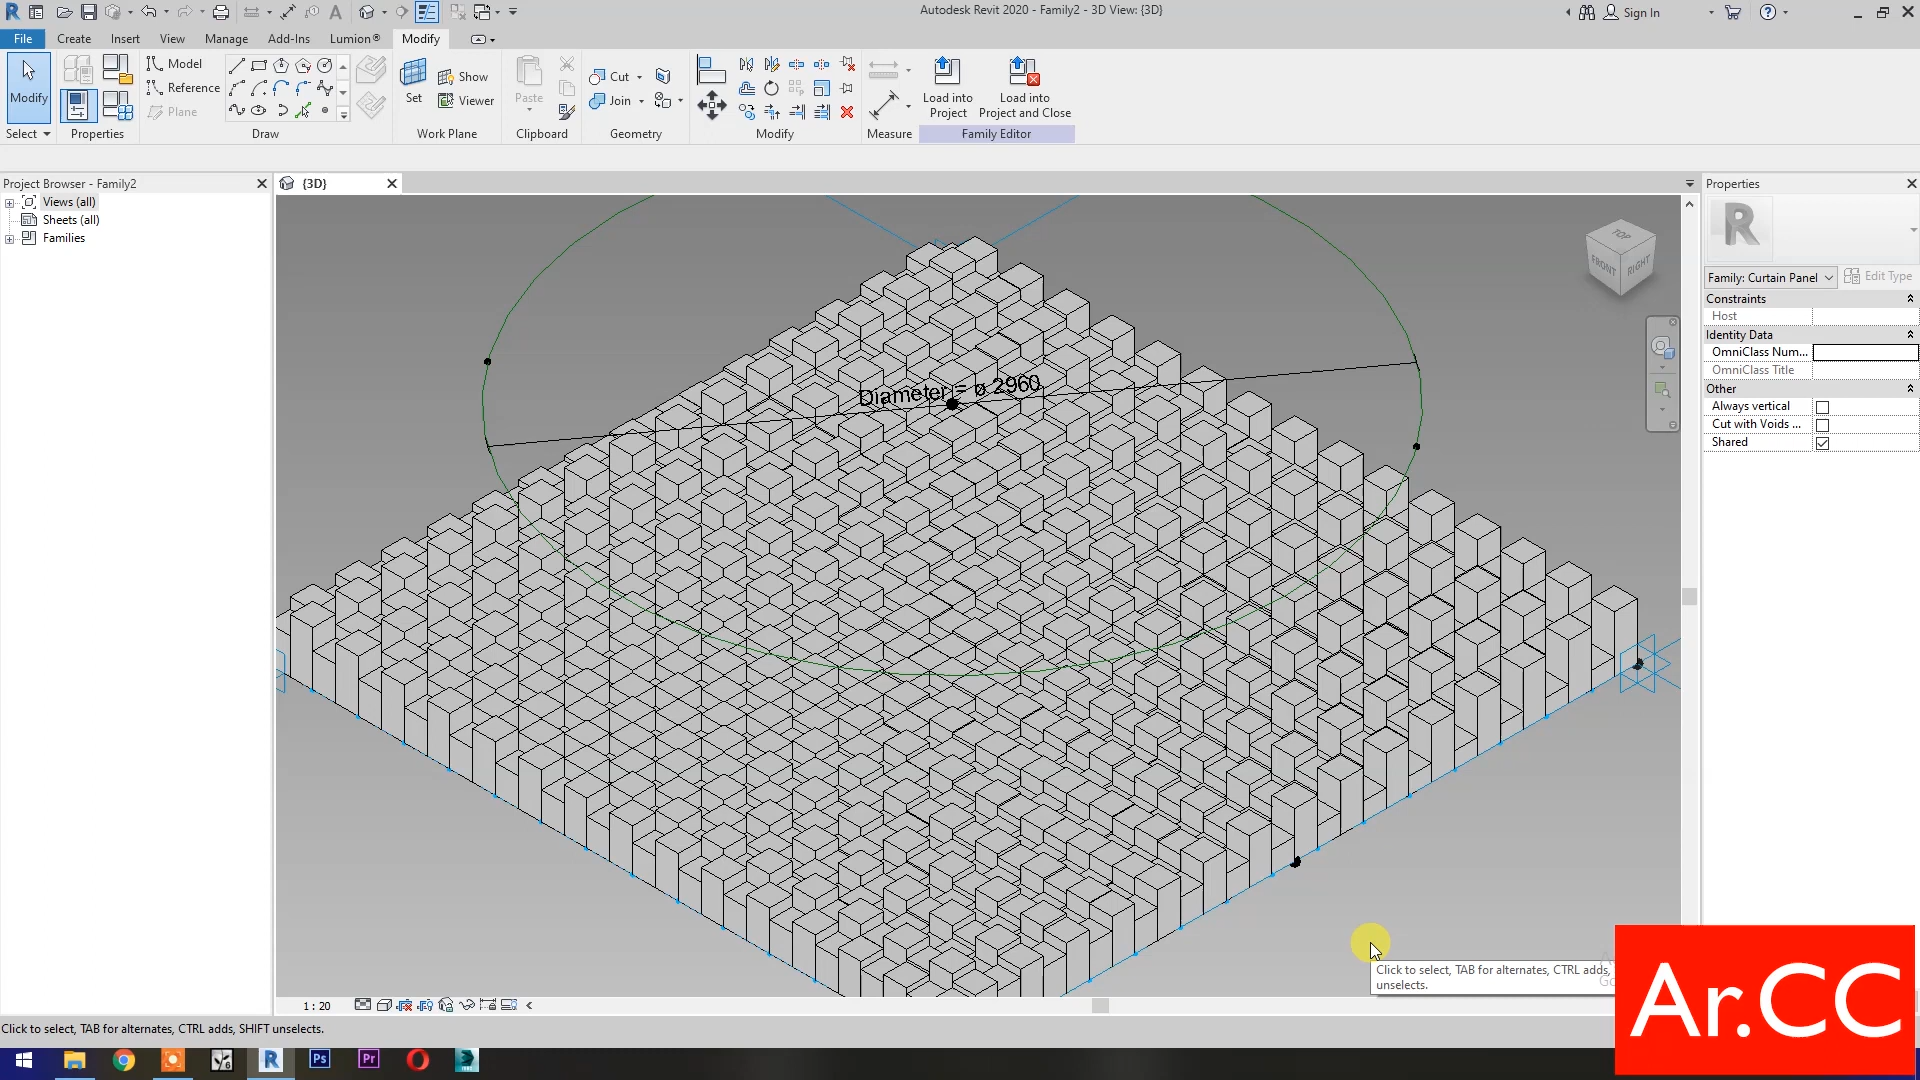 Autodesk Revit 2020 - Family2 - 3D View: {3D}
Sign In
File Create Insert View Manage Add-Ins Lumion® Modify
Modify
Select
Properties
Model
Reference
Plane
Draw
Set
Show
Viewer
Work Plane
Paste
Clipboard
Cut
Join
Geometry
Modify
Measure
Load into
Project
Load into
Project and Close
Family Editor
Project Browser - Family2
Views (all)
Sheets (all)
Families
{3D}
Diameter = ø 2960
TOP
FRONT
RIGHT
Properties
Family: Curtain Panel
Edit Type
Constraints
Host
Identity Data
OmniClass Num...
OmniClass Title
Other
Always vertical
Cut with Voids ...
Shared
Click to select, TAB for alternates, CTRL adds,
unselects.
1 : 20
Click to select, TAB for alternates, CTRL adds, SHIFT unselects.
Ar.CC
Ps
Pr